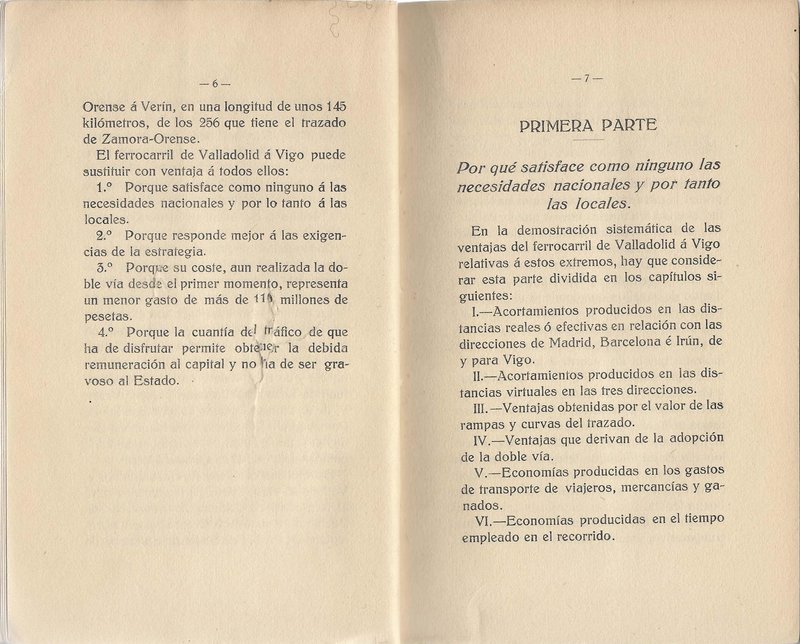 — 6 —
Orense á Verín, en una longitud de unos 145
kilómetros, de los 256 que tiene el trazado
de Zamora-Orense.
El ferrocarril de Valladolid á Vigo puede
sustituir con ventaja á todos ellos:
1.º Porque satisface como ninguno á las
necesidades nacionales y por lo tanto á las
locales.
2.º Porque responde mejor á las exigen-
cias de la estrategia.
3.º Porque su coste, aun realizada la do-
ble vía desde el primer momento, representa
un menor gasto de más de millones de
pesetas.
4.º Porque la cuantía del tráfico de que
ha de disfrutar permite obtener la debida
remuneración al capital y no ha de ser gra-
voso al Estado.
— 7 —
PRIMERA PARTE
Por qué satisface como ninguno las
necesidades nacionales y por tanto
las locales.
En la demostración sistemática de las
ventajas del ferrocarril de Valladolid á Vigo
relativas á estos extremos, hay que conside-
rar esta parte dividida en los capítulos si-
guientes:
I.—Acortamientos producidos en las dis-
tancias reales ó efectivas en relación con las
direcciones de Madrid, Barcelona é Irún, de
y para Vigo.
II.—Acortamientos producidos en las dis-
tancias virtuales en las tres direcciones.
III.—Ventajas obtenidas por el valor de las
rampas y curvas del trazado.
IV.—Ventajas que derivan de la adopción
de la doble vía.
V.—Economías producidas en los gastos
de transporte de viajeros, mercancías y ga-
nados.
VI.—Economías producidas en el tiempo
empleado en el recorrido.